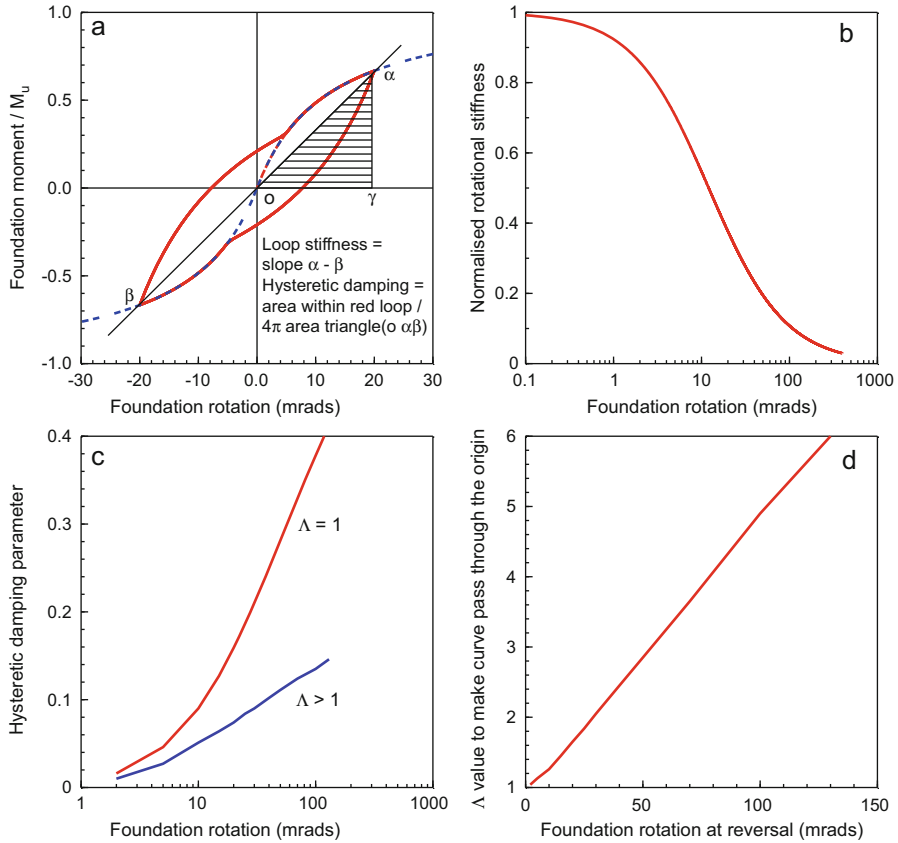 a
Foundation moment / Mu
1.0
0.5
0.0
-0.5
-1.0
α
o
γ
β
Loop stiffness =
slope α - β
Hysteretic damping =
area within red loop /
4π area triangle(o αβ)
-30 -20 -10 0.0 10 20 30
Foundation rotation (mrads)
b
Normalised rotational stiffness
1
0.8
0.6
0.4
0.2
0
0.1 1 10 100 1000
Foundation rotation (mrads)
c
Hysteretic damping parameter
0.4
0.3
0.2
0.1
0
Λ = 1
Λ > 1
1 10 100 1000
Foundation rotation (mrads)
d
Λ value to make curve pass through the origin
6
5
4
3
2
1
0 50 100 150
Foundation rotation at reversal (mrads)